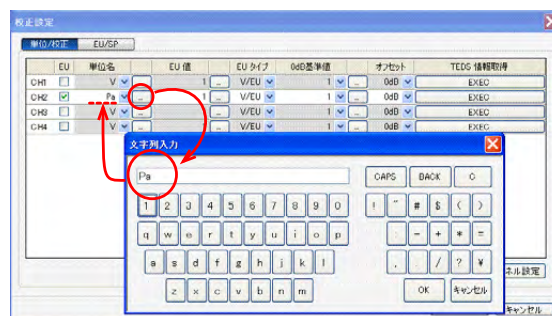 校正設定
単位/校正 EU/SP
EU 単位名 EU 値 EU タイプ 0dB基準値 オフセット TEDS 情報取得
CH1 V ... 1 ... V/EU 1 ... 0dB EXEC
CH2 Pa ... 1 ... V/EU 1 ... 0dB EXEC
CH3 V ... 1 ... V/EU 1 ... 0dB EXEC
CH4 V V/EU 0dB EXEC
文字列入力
Pa CAPS BACK C
1 2 3 4 5 6 7 8 9 0 ! " # $ ( )
q w e r t y u i o p : - + * =
a s d f g h j k l . / ? ¥
z x c v b n m OK キャンセル
ネル設定
キャンセル